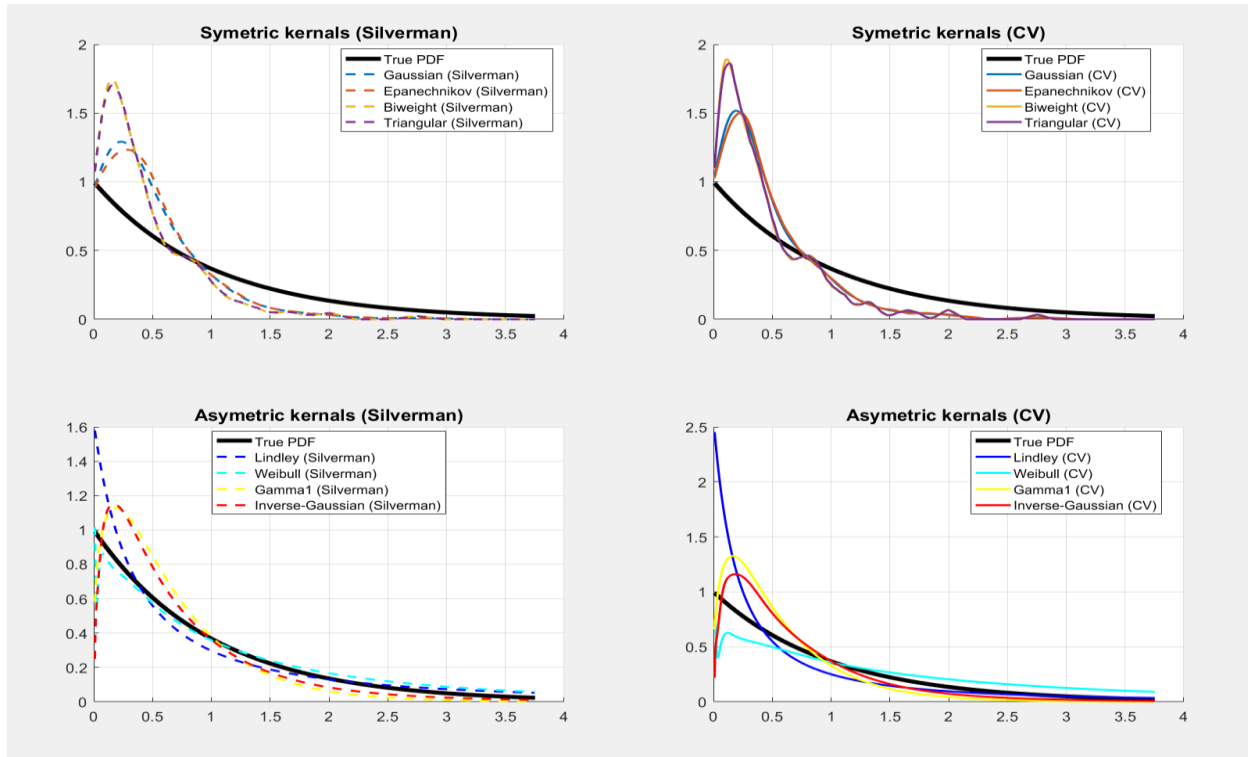 Symetric kernals (Silverman)
2
1.5
1
0.5
0
0 0.5 1 1.5 2 2.5 3 3.5 4
True PDF
Gaussian (Silverman)
Epanechnikov (Silverman)
Biweight (Silverman)
Triangular (Silverman)
Symetric kernals (CV)
2
1.5
1
0.5
0
0 0.5 1 1.5 2 2.5 3 3.5 4
True PDF
Gaussian (CV)
Epanechnikov (CV)
Biweight (CV)
Triangular (CV)
Asymetric kernals (Silverman)
1.6
1.4
1.2
1
0.8
0.6
0.4
0.2
0
0 0.5 1 1.5 2 2.5 3 3.5 4
True PDF
Lindley (Silverman)
Weibull (Silverman)
Gamma1 (Silverman)
Inverse-Gaussian (Silverman)
Asymetric kernals (CV)
2.5
2
1.5
1
0.5
0
0 0.5 1 1.5 2 2.5 3 3.5 4
True PDF
Lindley (CV)
Weibull (CV)
Gamma1 (CV)
Inverse-Gaussian (CV)